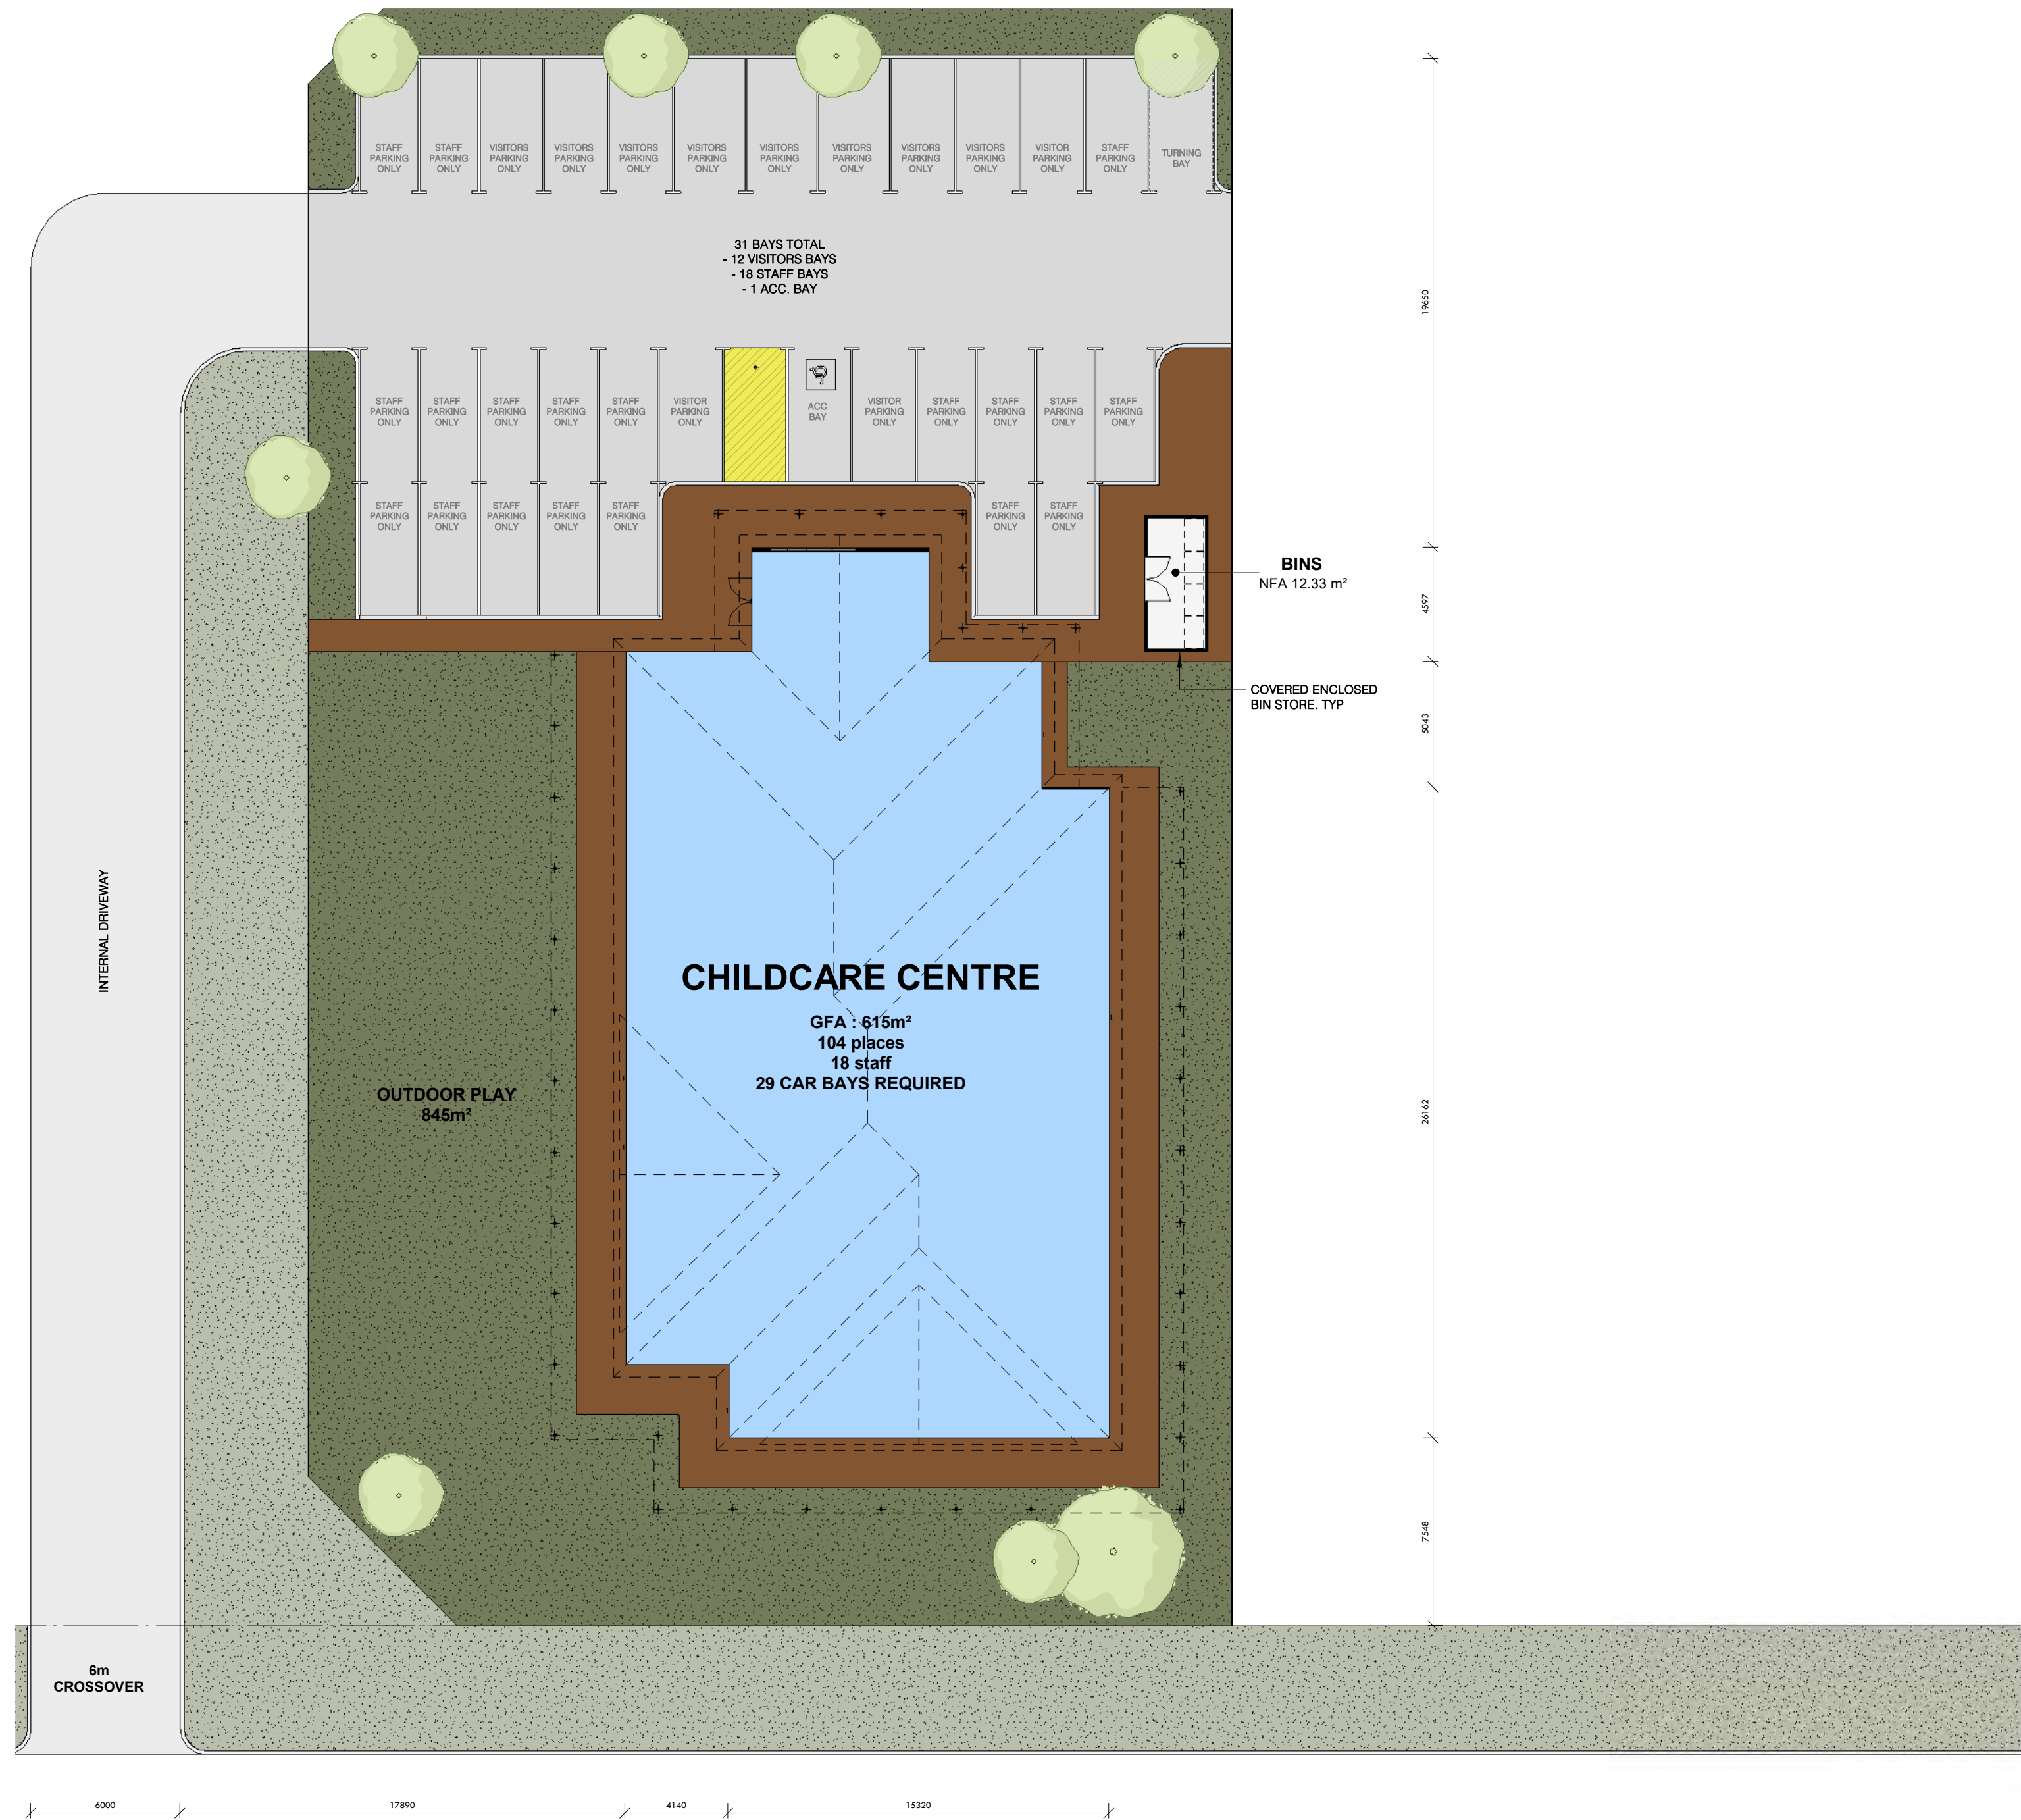 STAFF
PARKING
ONLY
STAFF
PARKING
ONLY
VISITORS
PARKING
ONLY
VISITORS
PARKING
ONLY
VISITORS
PARKING
ONLY
VISITORS
PARKING
ONLY
VISITORS
PARKING
ONLY
VISITORS
PARKING
ONLY
VISITORS
PARKING
ONLY
VISITORS
PARKING
ONLY
VISITOR
PARKING
ONLY
STAFF
PARKING
ONLY
TURNING
BAY
31 BAYS TOTAL
- 12 VISITORS BAYS
- 18 STAFF BAYS
- 1 ACC. BAY
19650
STAFF
PARKING
ONLY
STAFF
PARKING
ONLY
STAFF
PARKING
ONLY
STAFF
PARKING
ONLY
STAFF
PARKING
ONLY
VISITOR
PARKING
ONLY
ACC
BAY
VISITOR
PARKING
ONLY
STAFF
PARKING
ONLY
STAFF
PARKING
ONLY
STAFF
PARKING
ONLY
STAFF
PARKING
ONLY
STAFF
PARKING
ONLY
STAFF
PARKING
ONLY
STAFF
PARKING
ONLY
STAFF
PARKING
ONLY
STAFF
PARKING
ONLY
STAFF
PARKING
ONLY
STAFF
PARKING
ONLY
BINS
NFA 12.33 m²
4597
COVERED ENCLOSED
BIN STORE. TYP
5043
INTERNAL DRIVEWAY
CHILDCARE CENTRE
GFA : 615m²
104 places
18 staff
29 CAR BAYS REQUIRED
OUTDOOR PLAY
845m²
26162
7548
6m
CROSSOVER
6000
17890
4140
15320